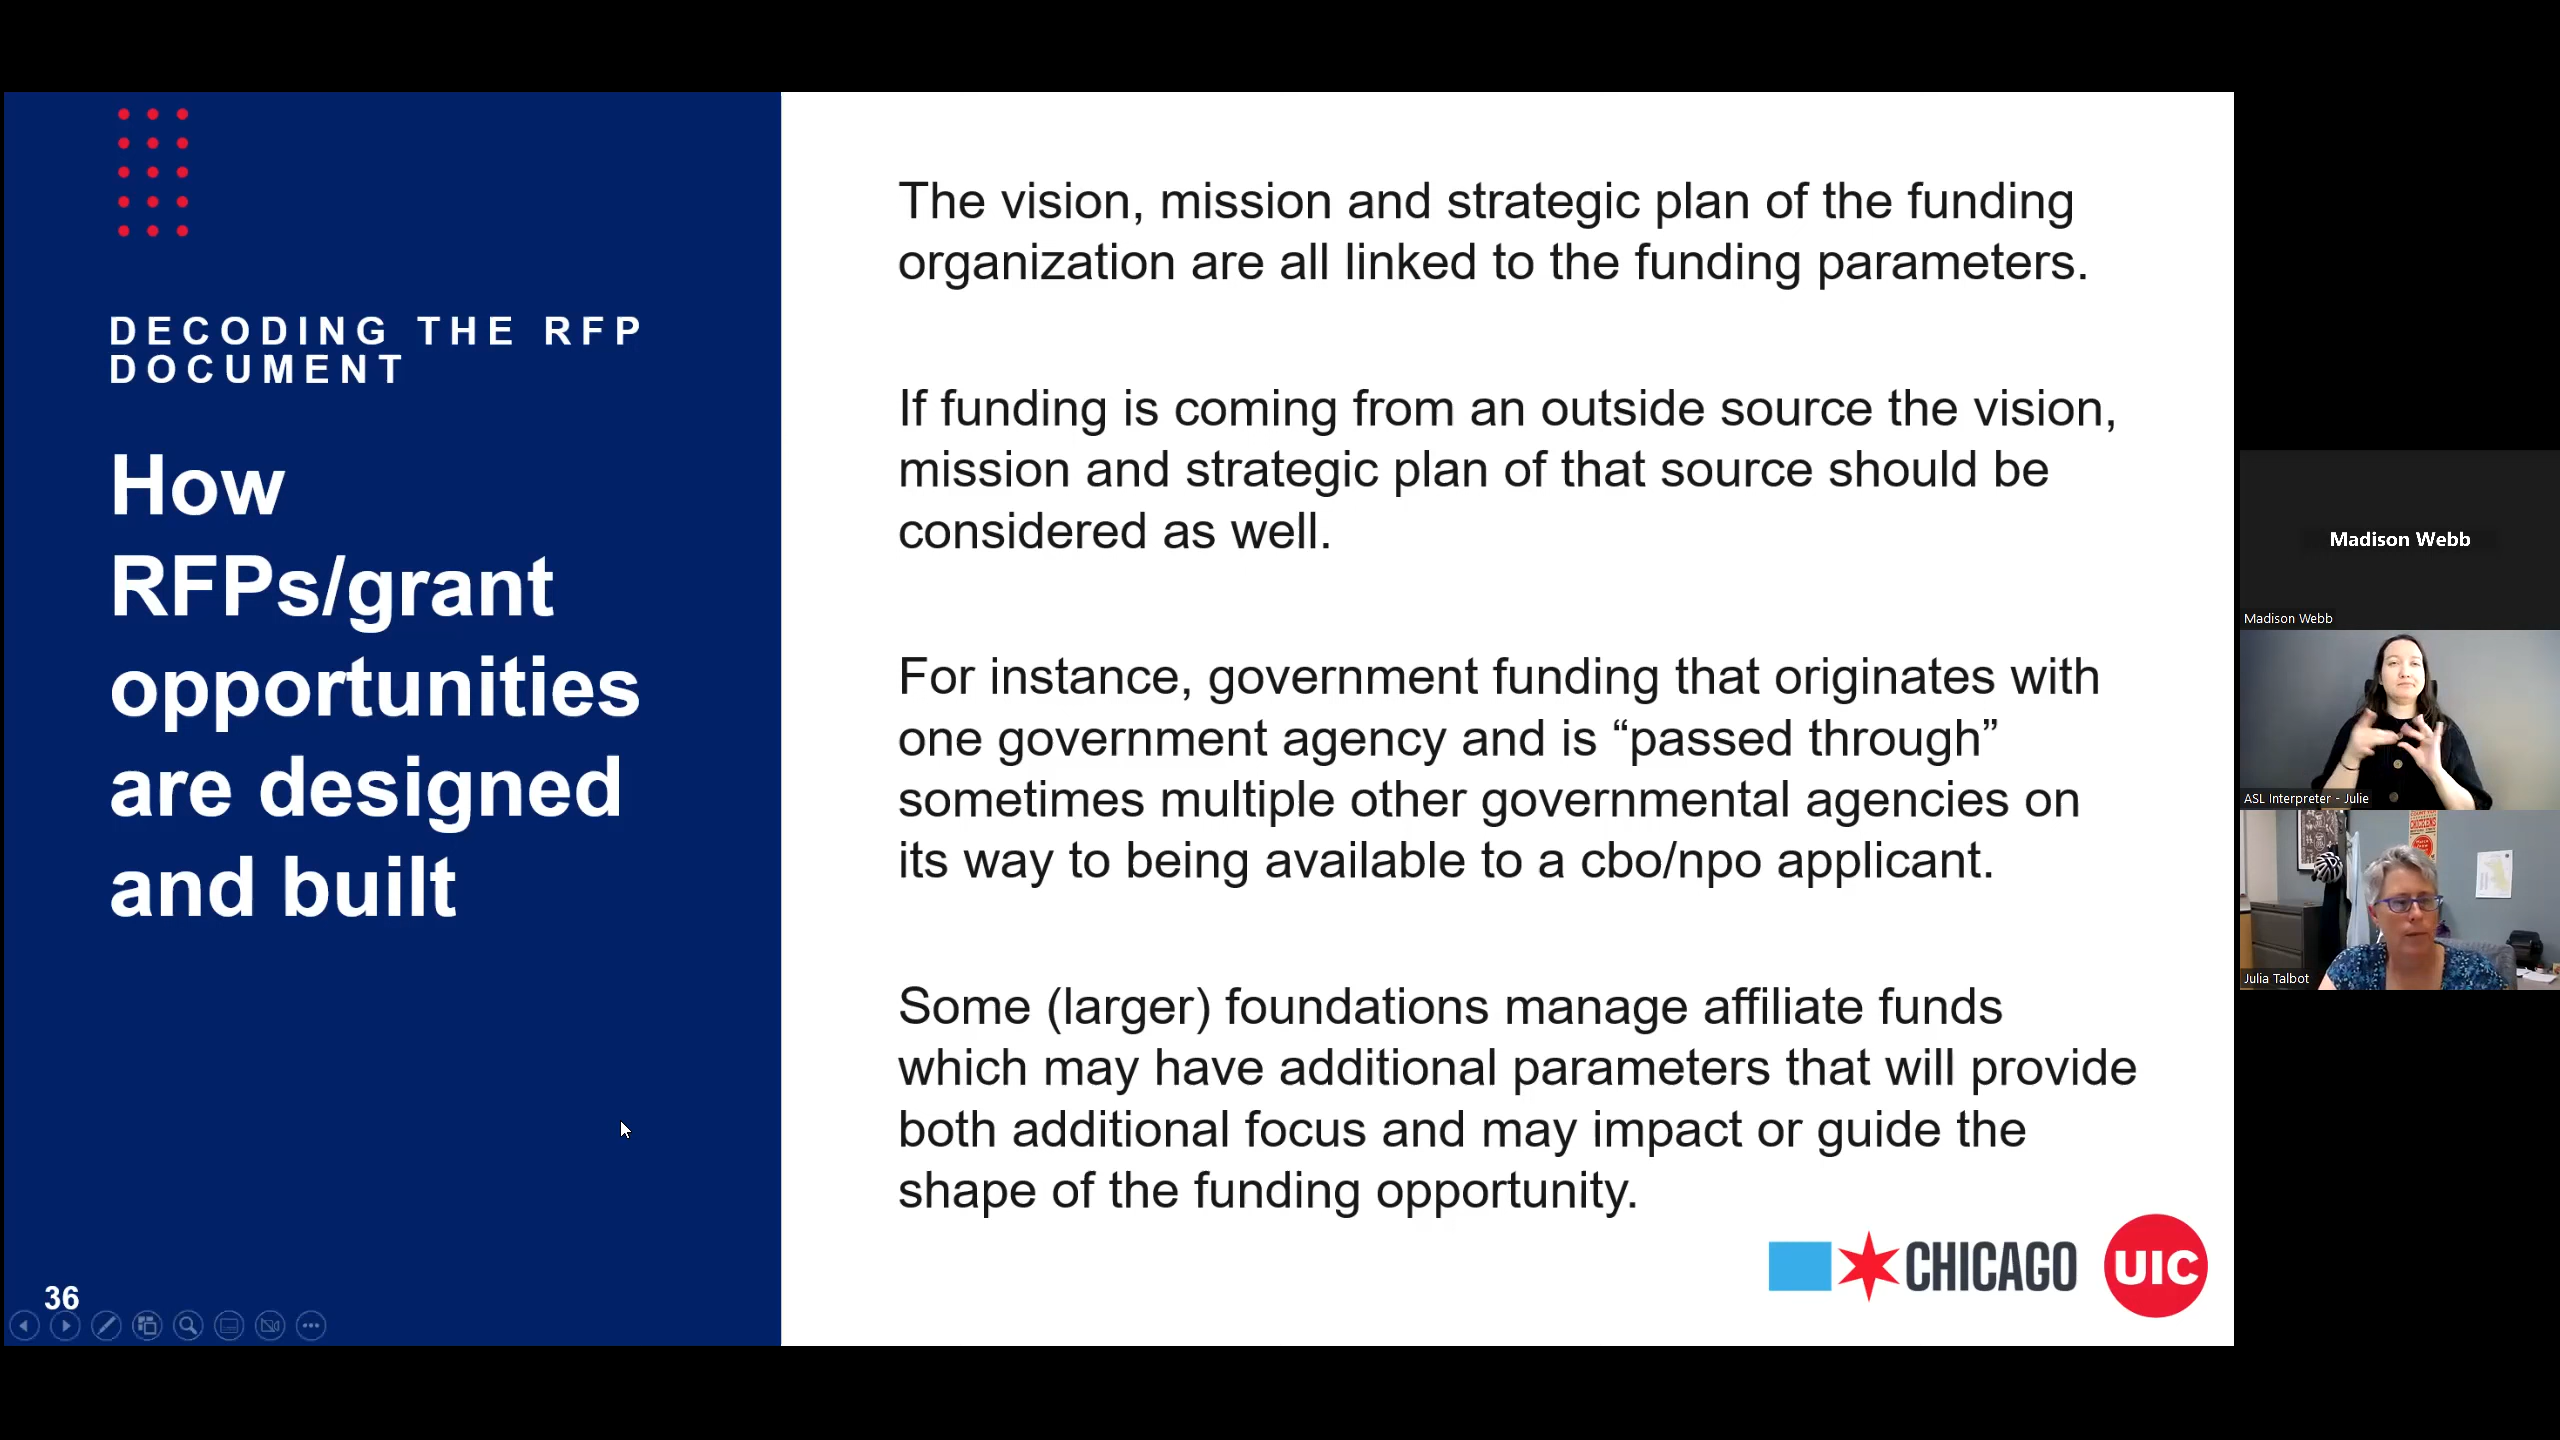 DECODING THE RFP
DOCUMENT
How
RFPs/grant
opportunities
are designed
and built
36
The vision, mission and strategic plan of the funding
organization are all linked to the funding parameters.
If funding is coming from an outside source the vision,
mission and strategic plan of that source should be
considered as well.
For instance, government funding that originates with
one government agency and is “passed through”
sometimes multiple other governmental agencies on
its way to being available to a cbo/npo applicant.
Some (larger) foundations manage affiliate funds
which may have additional parameters that will provide
both additional focus and may impact or guide the
shape of the funding opportunity.
CHICAGO
UIC
Madison Webb
Madison Webb
ASL Interpreter - Julie
Julia Talbot